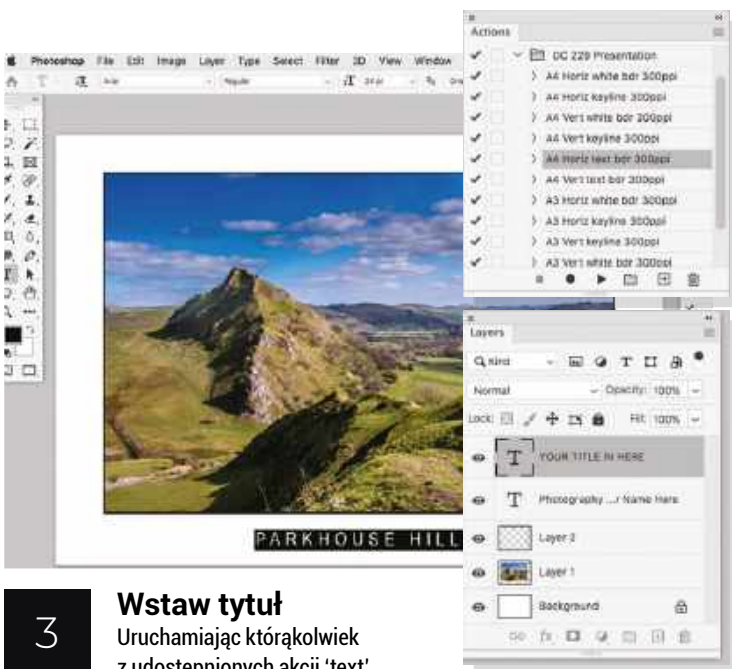 Photoshop File Edit Image Layer Type Select Filter 3D View Window
Regular
PARKHOUSE HILL
Actions
DC 229 Presentation
A4 Horiz white bdr 300ppi
A4 Horiz keyline 300ppi
A4 Vert white bdr 300ppi
A4 Vert keyline 300ppi
A4 Horiz text bdr 300ppi
A4 Vert text bdr 300ppi
A3 Horiz white bdr 300ppi
A3 Horiz keyline 300ppi
A3 Vert keyline 300ppi
A3 Vert white bdr 300ppi
Layers
Kind
Normal
Opacity: 100%
Lock:
Fill: 100%
T YOUR TITLE IN HERE
T Photography ...r Name Here
Layer 2
Layer 1
Background
fx
3
Wstaw tytuł
Uruchamiając którąkolwiek
z udostępnionych akcji 'text'